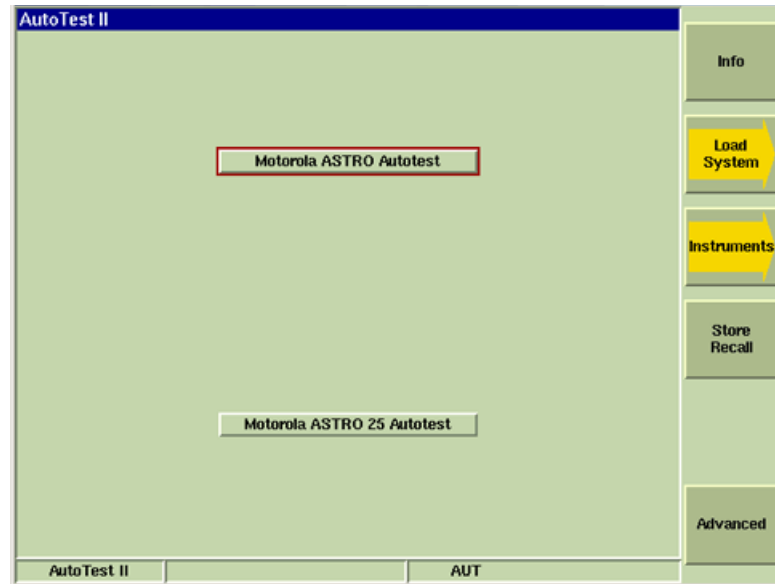 AutoTest II
Info
Load
System
Motorola ASTRO Autotest
Instruments
Store
Recall
Motorola ASTRO 25 Autotest
Advanced
AutoTest II
AUT